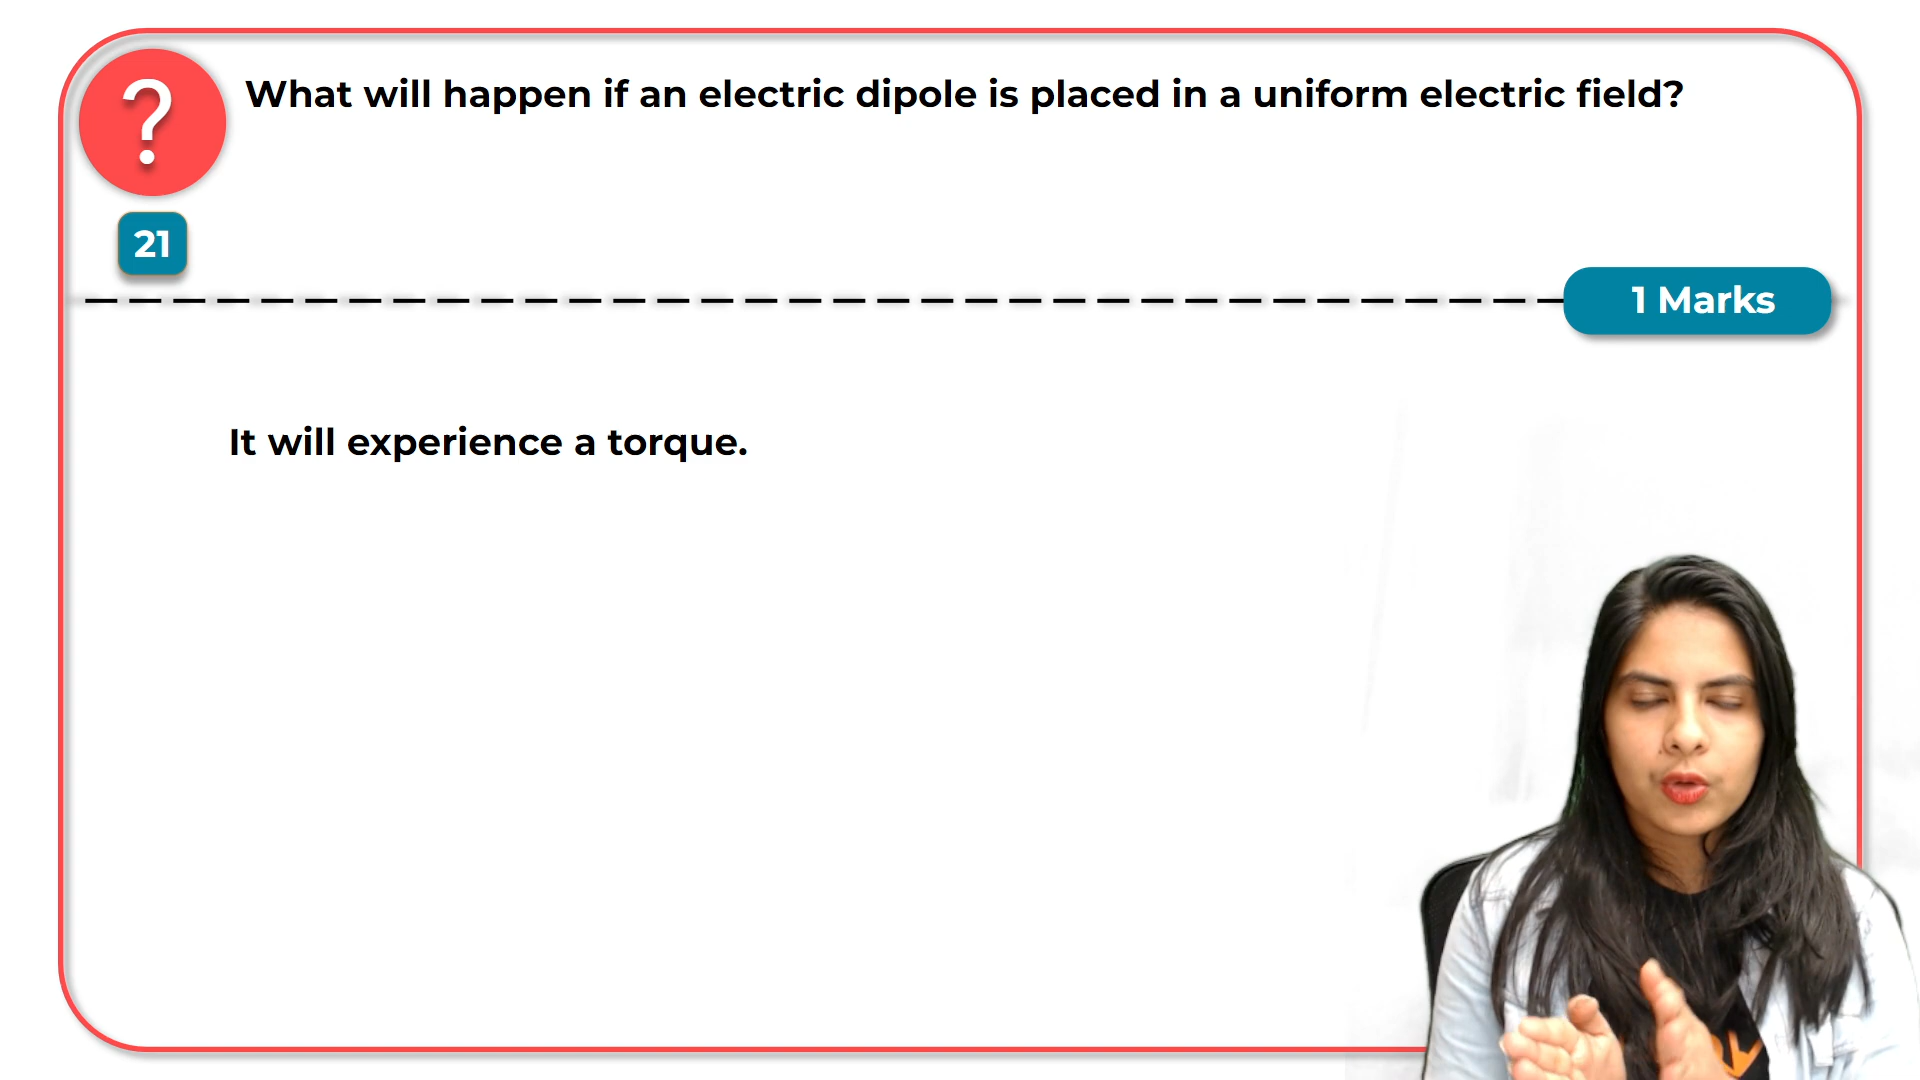 ?
What will happen if an electric dipole is placed in a uniform electric field?
21
1 Marks
It will experience a torque.